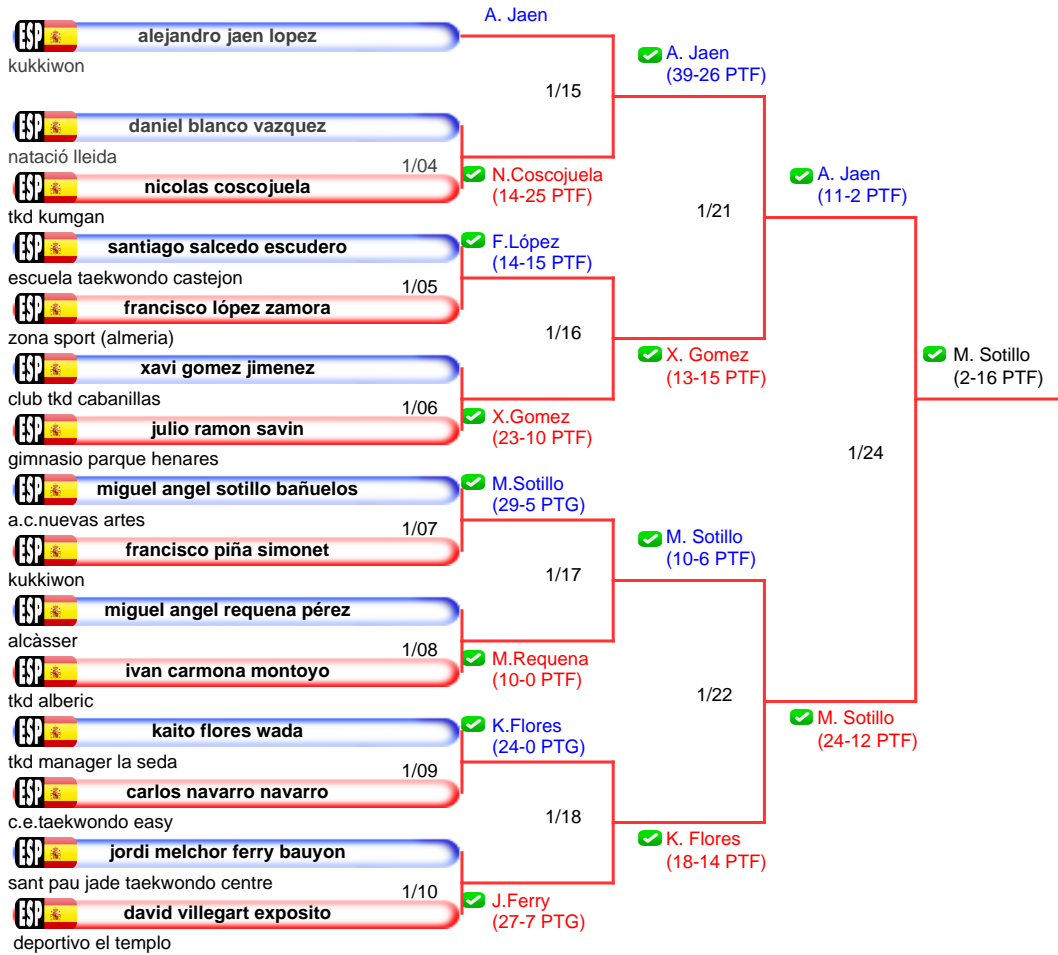 A. Jaen
ESP alejandro jaen lopez
kukkiwon
A. Jaen
(39-26 PTF)
1/15
ESP daniel blanco vazquez
natació lleida
1/04
ESP nicolas coscojuela
tkd kumgan
N.Coscojuela
(14-25 PTF)
A. Jaen
(11-2 PTF)
1/21
ESP santiago salcedo escudero
escuela taekwondo castejon
F.López
(14-15 PTF)
1/05
ESP francisco lópez zamora
zona sport (almeria)
1/16
X. Gomez
(13-15 PTF)
ESP xavi gomez jimenez
club tkd cabanillas
1/06
ESP julio ramon savin
gimnasio parque henares
X.Gomez
(23-10 PTF)
M. Sotillo
(2-16 PTF)
1/24
ESP miguel angel sotillo bañuelos
a.c.nuevas artes
M.Sotillo
(29-5 PTG)
1/07
ESP francisco piña simonet
kukkiwon
M. Sotillo
(10-6 PTF)
1/17
ESP miguel angel requena pérez
alcàsser
1/08
ESP ivan carmona montoyo
tkd alberic
M.Requena
(10-0 PTF)
1/22
M. Sotillo
(24-12 PTF)
ESP kaito flores wada
tkd manager la seda
K.Flores
(24-0 PTG)
1/09
ESP carlos navarro navarro
c.e.taekwondo easy
1/18
K. Flores
(18-14 PTF)
ESP jordi melchor ferry bauyon
sant pau jade taekwondo centre
1/10
ESP david villegart exposito
deportivo el templo
J.Ferry
(27-7 PTG)